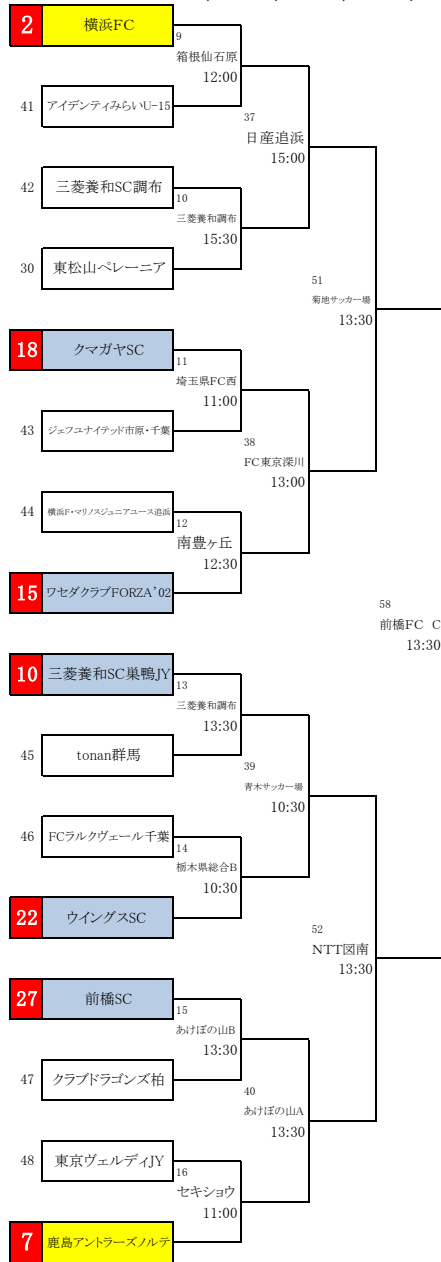 2 横浜FC
9
箱根仙石原
12:00
41 アイデンティみらいU-15
37
日産追浜
15:00
42 三菱養和SC調布
10
三菱養和調布
15:30
30 東松山ペレーニア
51
菊地サッカー場
13:30
18 クマガヤSC
11
埼玉県FC西
11:00
43 ジェフユナイテッド市原・千葉
38
FC東京深川
13:00
44 横浜F・マリノスジュニアユース追浜
12
南豊ヶ丘
12:30
15 ワセダクラブFORZA'02
58
前橋FC C
13:30
10 三菱養和SC巣鴨JY
13
三菱養和調布
13:30
45 tonan群馬
39
青木サッカー場
10:30
46 FCラルクヴェール千葉
14
栃木県総合B
10:30
22 ウイングスSC
52
NTT図南
13:30
27 前橋SC
15
あけぼの山B
13:30
47 クラブドラゴンズ柏
40
あけぼの山A
13:30
48 東京ヴェルディJY
16
セキショウ
11:00
7 鹿島アントラーズノルテ